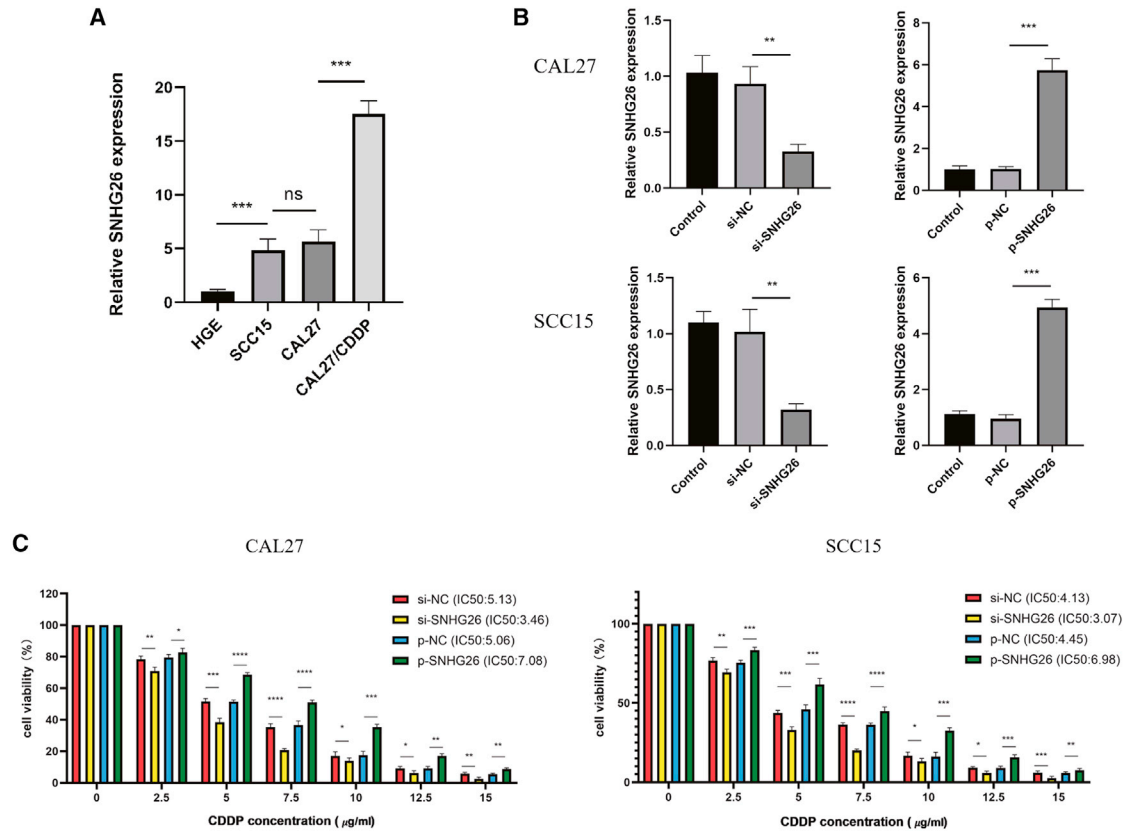 A
Relative SNHG26 expression
20
15
10
5
0
***
ns
***
HGE
SCC15
CAL27
CAL27/CDDP
B
CAL27
Relative SNHG26 expression
1.5
1.0
0.5
0.0
**
Control
si-NC
si-SNHG26
Relative SNHG26 expression
8
6
4
2
0
***
Control
p-NC
p-SNHG26
SCC15
Relative SNHG26 expression
1.5
1.0
0.5
0.0
**
Control
si-NC
si-SNHG26
Relative SNHG26 expression
6
4
2
0
***
Control
p-NC
p-SNHG26
C
CAL27
cell viability (%)
120
100
80
60
40
20
0
si-NC (IC50:5.13)
si-SNHG26 (IC50:3.46)
p-NC (IC50:5.06)
p-SNHG26 (IC50:7.08)
** * *** **** **** **** * *** * ** ** **
0 2.5 5 7.5 10 12.5 15
CDDP concentration ( μg/ml)
SCC15
cell viability (%)
100
50
0
si-NC (IC50:4.13)
si-SNHG26 (IC50:3.07)
p-NC (IC50:4.45)
p-SNHG26 (IC50:6.98)
** *** *** *** **** **** * *** * *** *** **
0 2.5 5 7.5 10 12.5 15
CDDP concentration ( μg/ml)